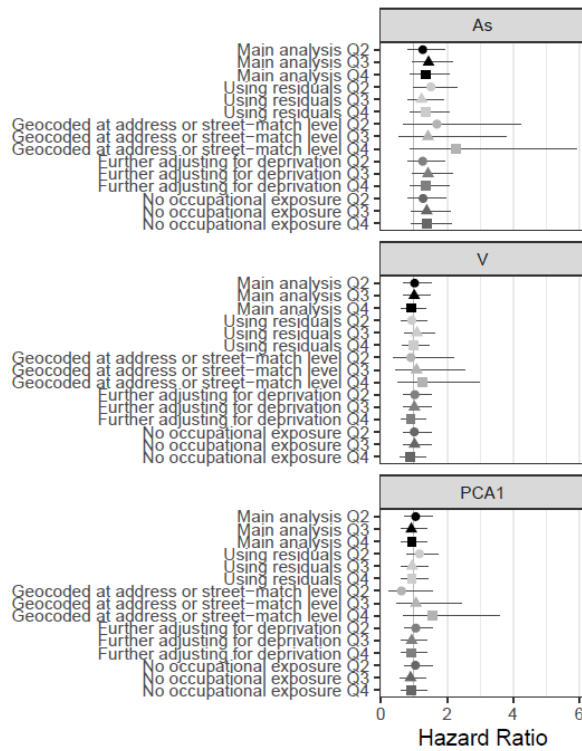 As
Main analysis Q2
Main analysis Q3
Main analysis Q4
Using residuals Q2
Using residuals Q3
Using residuals Q4
Geocoded at address or street-match level Q2
Geocoded at address or street-match level Q3
Geocoded at address or street-match level Q4
Further adjusting for deprivation Q2
Further adjusting for deprivation Q3
Further adjusting for deprivation Q4
No occupational exposure Q2
No occupational exposure Q3
No occupational exposure Q4
V
Main analysis Q2
Main analysis Q3
Main analysis Q4
Using residuals Q2
Using residuals Q3
Using residuals Q4
Geocoded at address or street-match level Q2
Geocoded at address or street-match level Q3
Geocoded at address or street-match level Q4
Further adjusting for deprivation Q2
Further adjusting for deprivation Q3
Further adjusting for deprivation Q4
No occupational exposure Q2
No occupational exposure Q3
No occupational exposure Q4
PCA1
Main analysis Q2
Main analysis Q3
Main analysis Q4
Using residuals Q2
Using residuals Q3
Using residuals Q4
Geocoded at address or street-match level Q2
Geocoded at address or street-match level Q3
Geocoded at address or street-match level Q4
Further adjusting for deprivation Q2
Further adjusting for deprivation Q3
Further adjusting for deprivation Q4
No occupational exposure Q2
No occupational exposure Q3
No occupational exposure Q4
0 2 4 6
Hazard Ratio